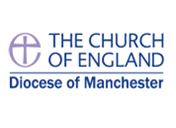 THE CHURCH
OF ENGLAND
Diocese of Manchester